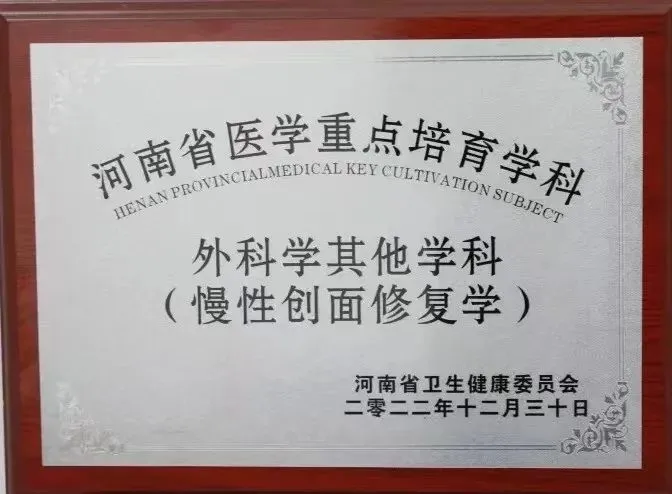 河南省医学重点培育学科
HENAN PROVINCIALMEDICAL KEY CULTIVATION SUBJECT
外科学其他学科
（慢性创面修复学）
河南省卫生健康委员会
二零二二年十二月三十日